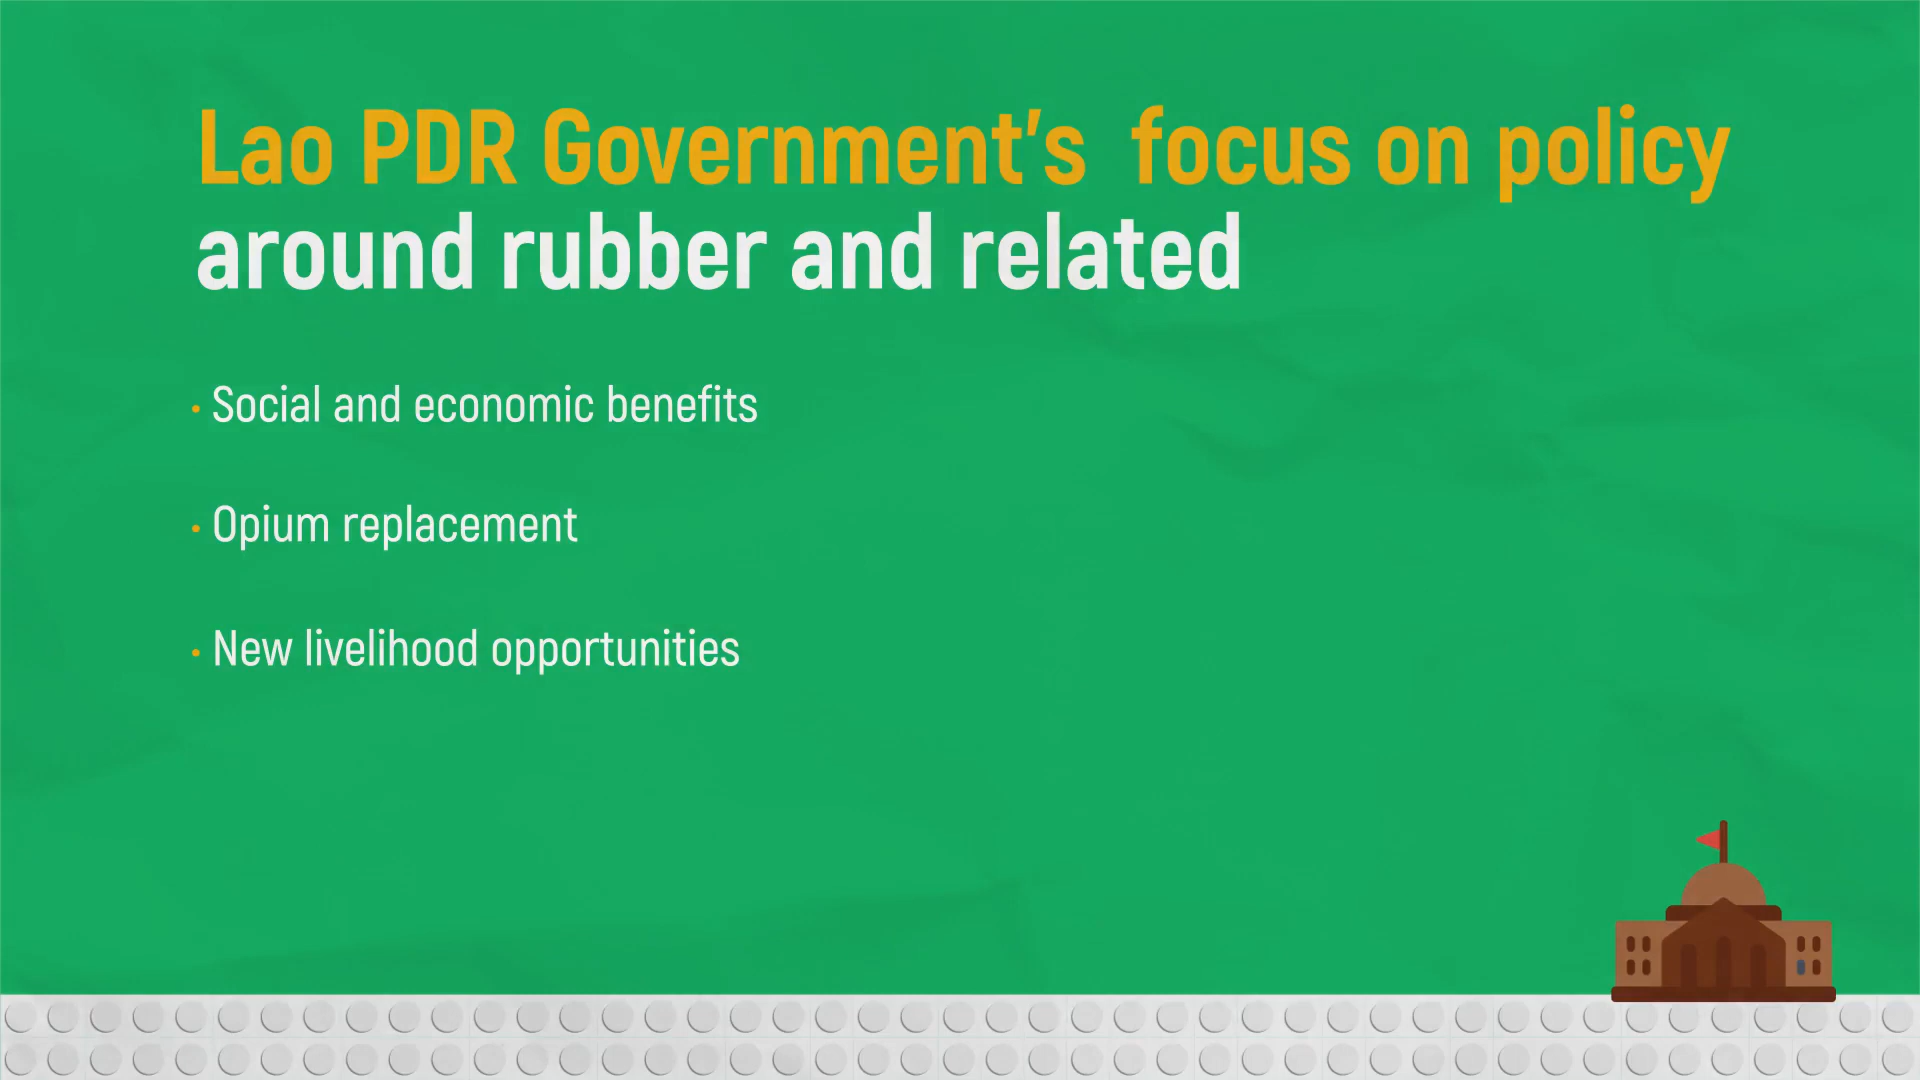 Lao PDR Government's  focus on policy
around rubber and related
• Social and economic benefits
• Opium replacement
• New livelihood opportunities